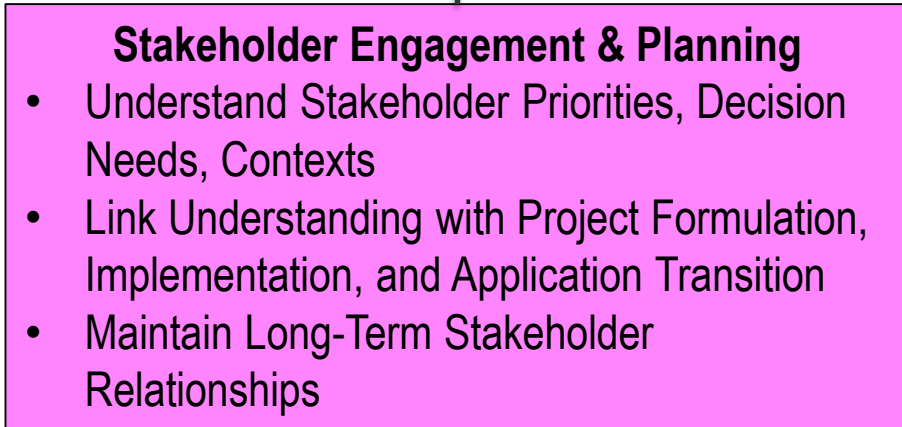 Stakeholder Engagement & Planning
• Understand Stakeholder Priorities, Decision
Needs, Contexts
• Link Understanding with Project Formulation,
Implementation, and Application Transition
• Maintain Long-Term Stakeholder
Relationships